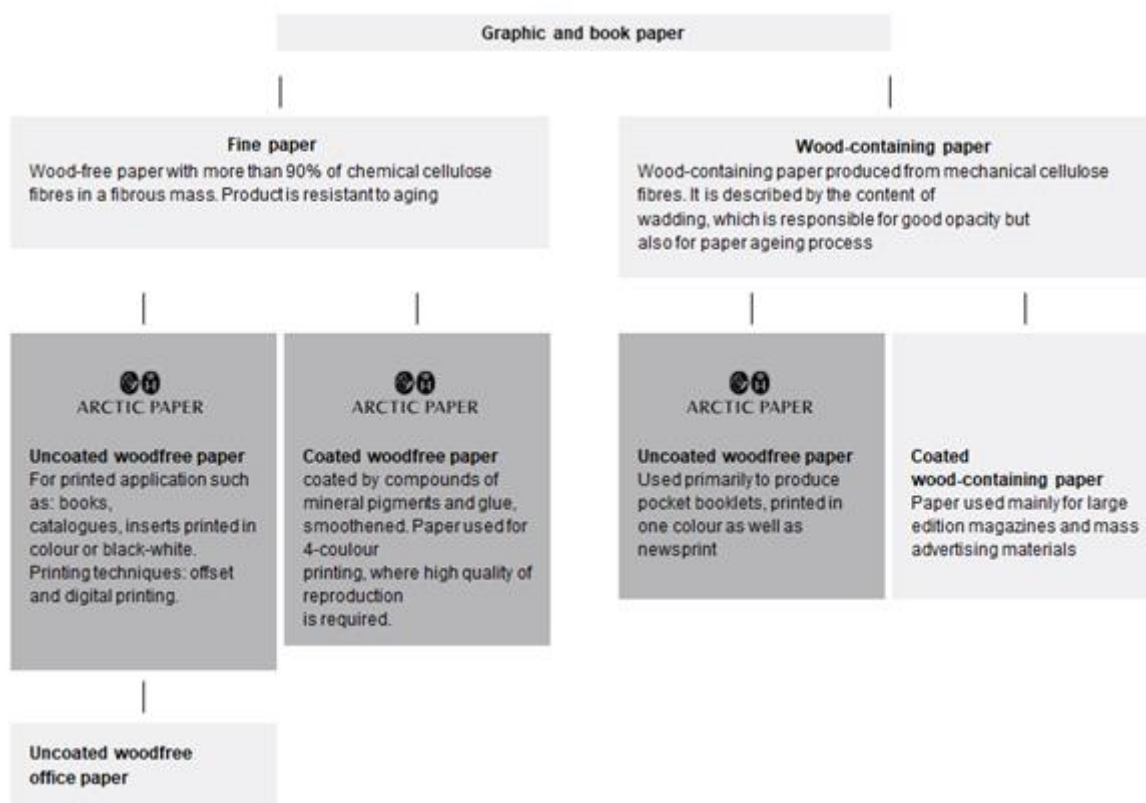 Graphic and book paper
Fine paper
Wood-free paper with more than 90% of chemical cellulose
fibres in a fibrous mass. Product is resistant to aging
Wood-containing paper
Wood-containing paper produced from mechanical cellulose
fibres. It is described by the content of
wadding, which is responsible for good opacity but
also for paper ageing process
ARCTIC PAPER
Uncoated woodfree paper
For printed application such
as: books,
catalogues, inserts printed in
colour or black-white.
Printing techniques: offset
and digital printing.
ARCTIC PAPER
Coated woodfree paper
coated by compounds of
mineral pigments and glue,
smoothened. Paper used for
4-coulour
printing, where high quality of
reproduction
is required.
ARCTIC PAPER
Uncoated woodfree paper
Used primarily to produce
pocket booklets, printed in
one colour as well as
newsprint
Coated
wood-containing paper
Paper used mainly for large
edition magazines and mass
advertising materials
Uncoated woodfree
office paper